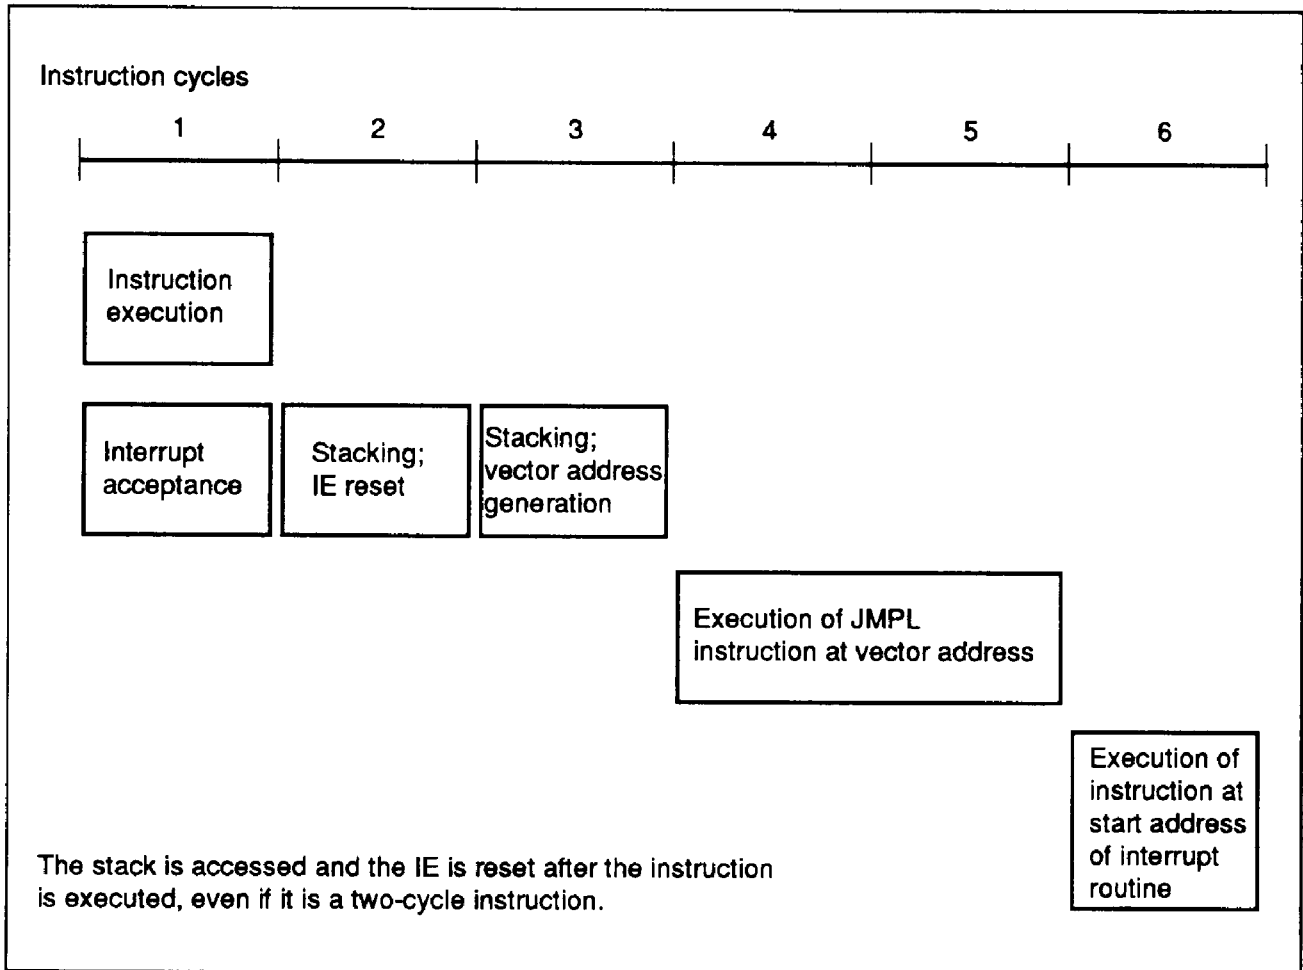 Instruction cycles
1 2 3 4 5 6
Instruction
execution
Interrupt
acceptance
Stacking;
IE reset
Stacking;
vector address
generation
Execution of JMPL
instruction at vector address
Execution of
instruction at
start address
of interrupt
routine
The stack is accessed and the IE is reset after the instruction
is executed, even if it is a two-cycle instruction.